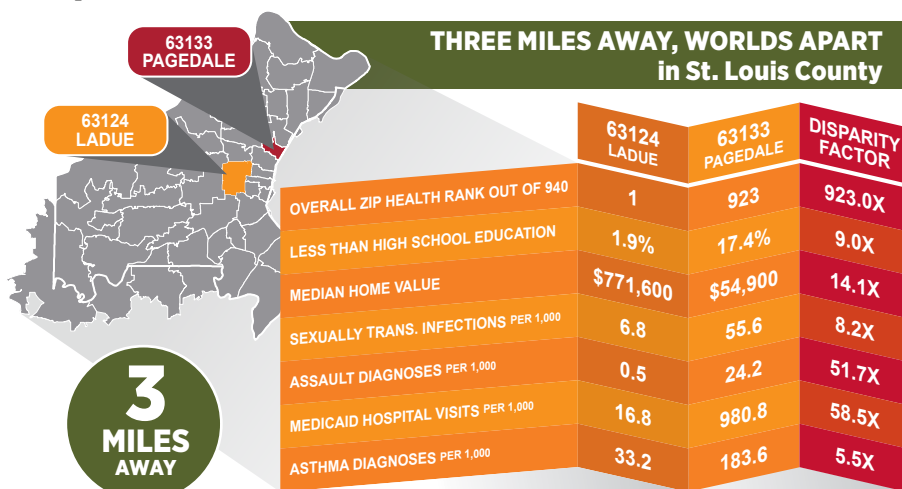 63133
PAGEDALE
THREE MILES AWAY, WORLDS APART
in St. Louis County
63124
LADUE
63124
LADUE
63133
PAGEDALE
DISPARITY
FACTOR
OVERALL ZIP HEALTH RANK OUT OF 940 1 923 923.0X
LESS THAN HIGH SCHOOL EDUCATION 1.9% 17.4% 9.0X
MEDIAN HOME VALUE $771,600 $54,900 14.1X
SEXUALLY TRANS. INFECTIONS PER 1,000 6.8 55.6 8.2X
ASSAULT DIAGNOSES PER 1,000 0.5 24.2 51.7X
MEDICAID HOSPITAL VISITS PER 1,000 16.8 980.8 58.5X
ASTHMA DIAGNOSES PER 1,000 33.2 183.6 5.5X
3
MILES
AWAY